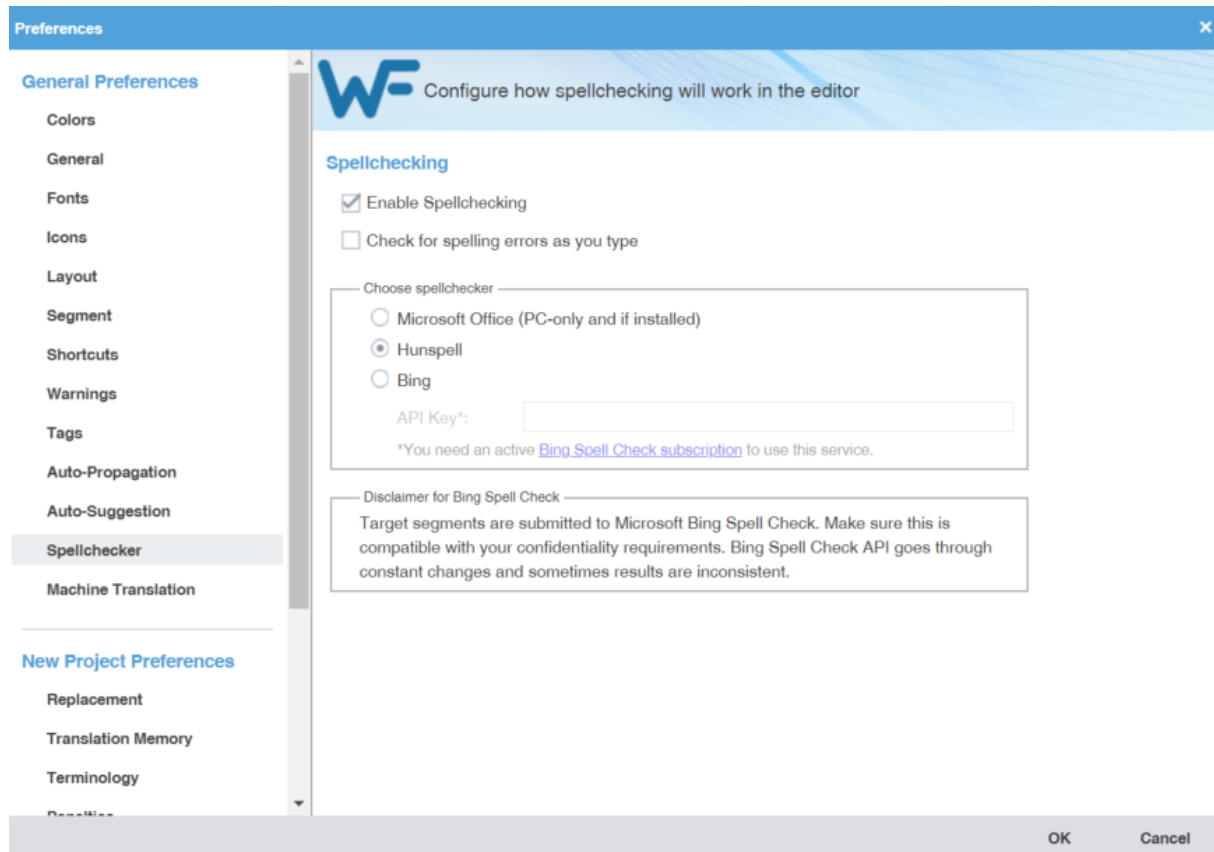 Preferences
General Preferences
Colors
General
Fonts
Icons
Layout
Segment
Shortcuts
Warnings
Tags
Auto-Propagation
Auto-Suggestion
Spellchecker
Machine Translation
New Project Preferences
Replacement
Translation Memory
Terminology
WF
Configure how spellchecking will work in the editor
Spellchecking
Enable Spellchecking
Check for spelling errors as you type
Choose spellchecker
Microsoft Office (PC-only and if installed)
Hunspell
Bing
API Key*:
*You need an active Bing Spell Check subscription to use this service.
Disclaimer for Bing Spell Check
Target segments are submitted to Microsoft Bing Spell Check. Make sure this is
compatible with your confidentiality requirements. Bing Spell Check API goes through
constant changes and sometimes results are inconsistent.
OK
Cancel